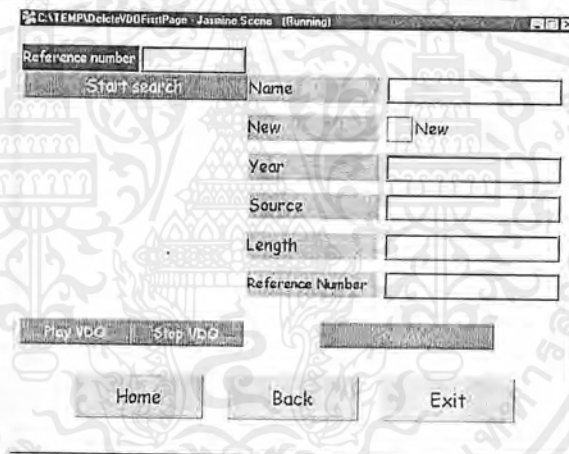 C:\TEMP\DeleteVDOFisrtPage - Jasmine Scene (Running)
Reference number
Start search
Name
New
New
Year
Source
Length
Reference Number
Play VDO Stop VDO
Home Back Exit